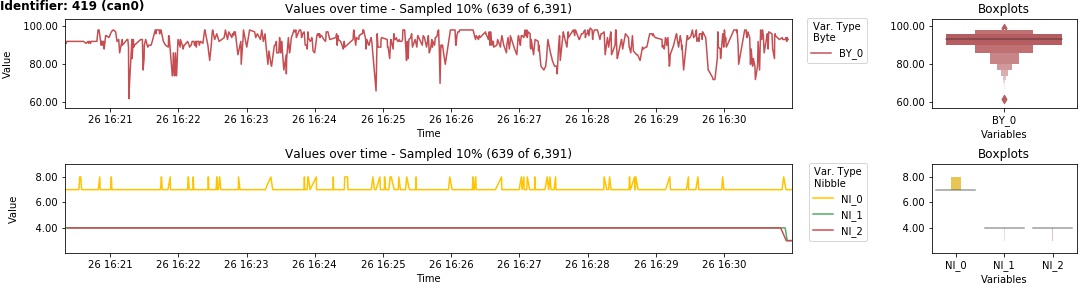 Identifier: 419 (can0)
Values over time - Sampled 10% (639 of 6,391)
Boxplots
100.00
80.00
60.00
Value
26 16:21 26 16:22 26 16:23 26 16:24 26 16:25 26 16:26 26 16:27 26 16:28 26 16:29 26 16:30
Time
Var. Type
Byte
BY_0
100.00
80.00
60.00
BY_0
Variables
Values over time - Sampled 10% (639 of 6,391)
Boxplots
8.00
6.00
4.00
Value
26 16:21 26 16:22 26 16:23 26 16:24 26 16:25 26 16:26 26 16:27 26 16:28 26 16:29 26 16:30
Time
Var. Type
Nibble
NI_0
NI_1
NI_2
8.00
6.00
4.00
NI_0 NI_1 NI_2
Variables